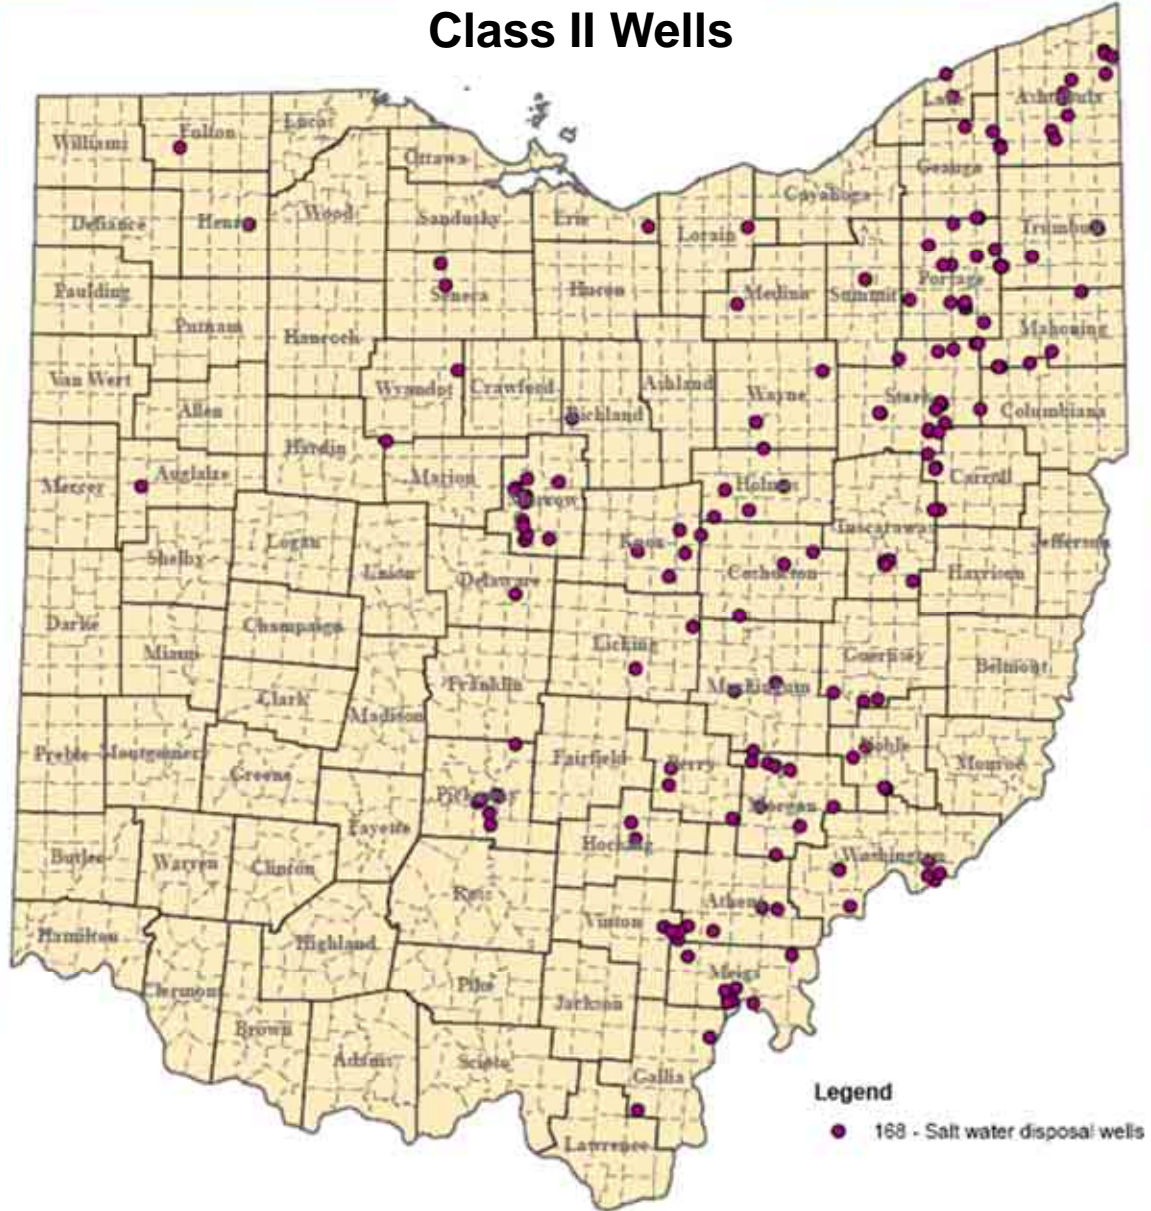 Class II Wells
Lake
Ashtabula
Lucas
Fulton
Williams
Ottawa
Geauga
Cuyahoga
Wood
Sandusky
Erie
Defiance
Henry
Lorain
Trumbull
Portage
Paulding
Seneca
Huron
Medina
Summit
Putnam
Hancock
Mahoning
Van Wert
Wyandot
Crawford
Ashland
Wayne
Stark
Allen
Richland
Columbiana
Hardin
Mercer
Auglaize
Marion
Morrow
Holmes
Carroll
Tuscarawas
Logan
Knox
Jefferson
Shelby
Union
Delaware
Coshocton
Harrison
Darke
Champaign
Miami
Licking
Guernsey
Belmont
Clark
Franklin
Muskingum
Madison
Preble
Montgomery
Fairfield
Perry
Noble
Monroe
Greene
Pickaway
Morgan
Fayette
Butler
Warren
Clinton
Hocking
Washington
Ross
Athens
Vinton
Hamilton
Highland
Meigs
Clermont
Pike
Jackson
Brown
Adams
Scioto
Gallia
Lawrence
Legend
168 - Salt water disposal wells